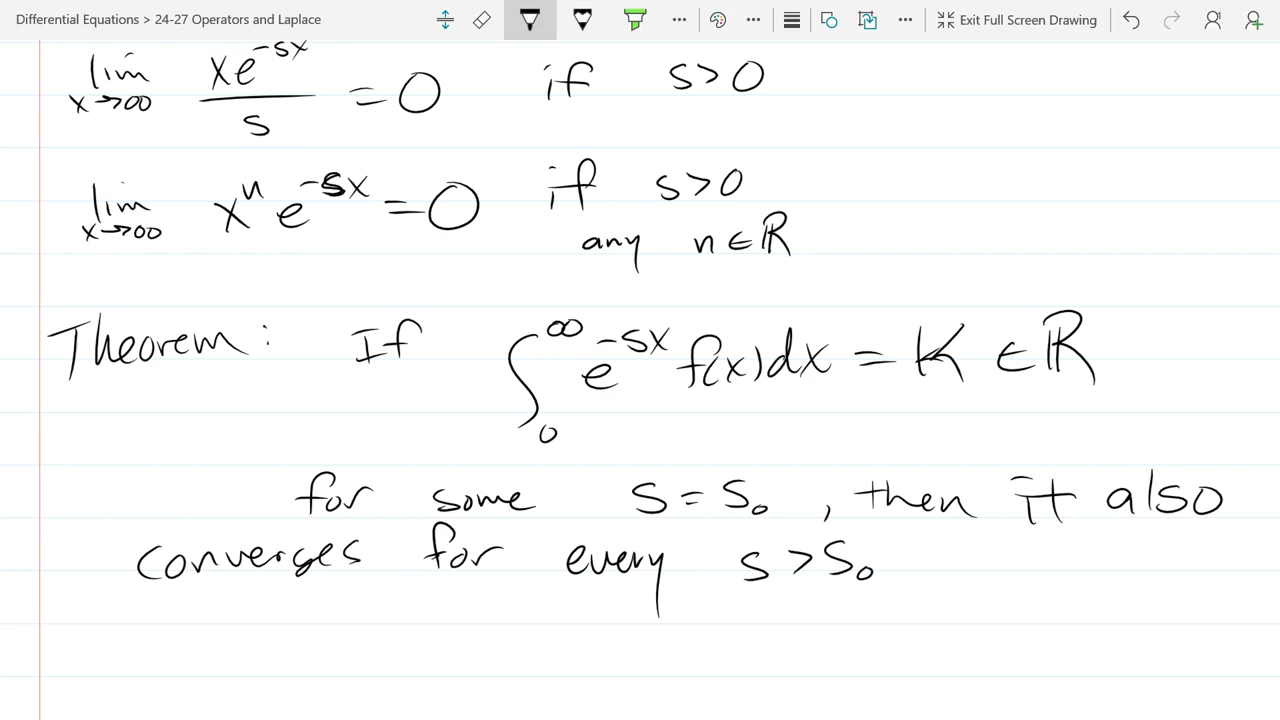 Differential Equations > 24-27 Operators and Laplace
Exit Full Screen Drawing
lim x→∞ xe^{-sx}/s = 0 if s>0
lim x→∞ x^n e^{-sx} = 0 if s>0
any n∈ℝ
Theorem: If ∫_0^∞ e^{-sx} f(x)dx = K ∈ℝ
for some s = s_0, then it also
converges for every s > s_0